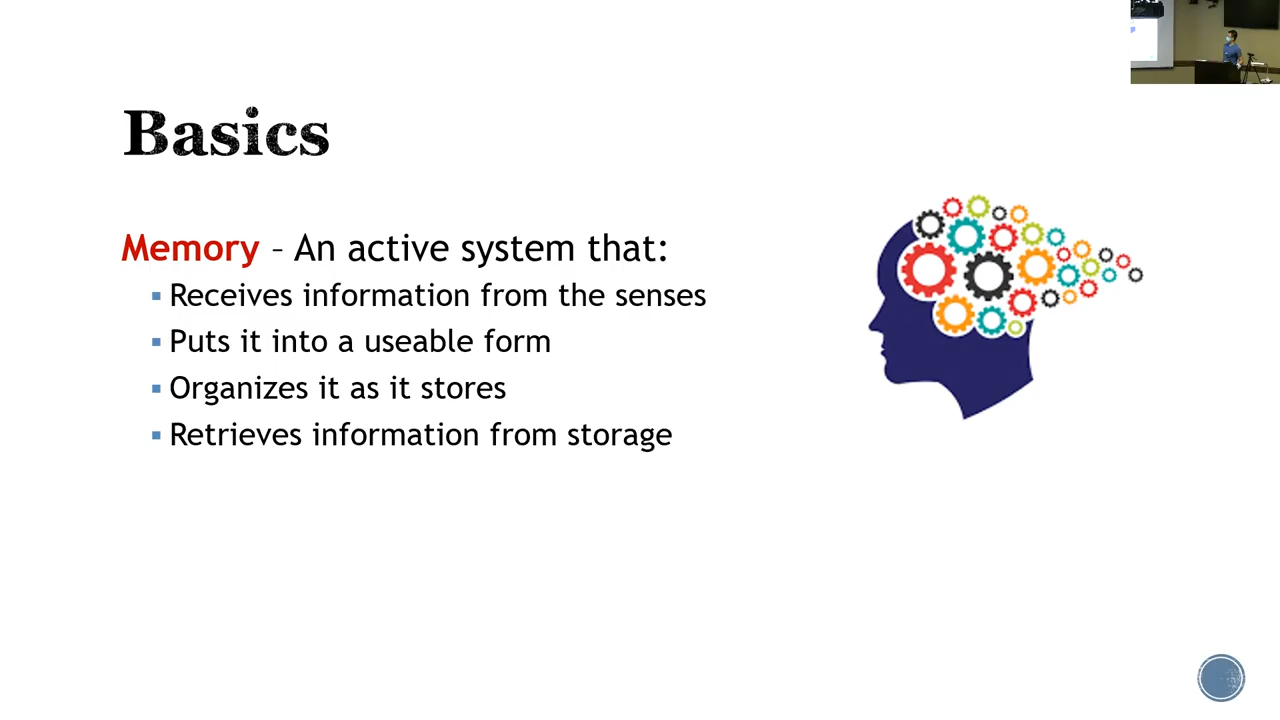 Basics
Memory – An active system that:
▪ Receives information from the senses
▪ Puts it into a useable form
▪ Organizes it as it stores
▪ Retrieves information from storage